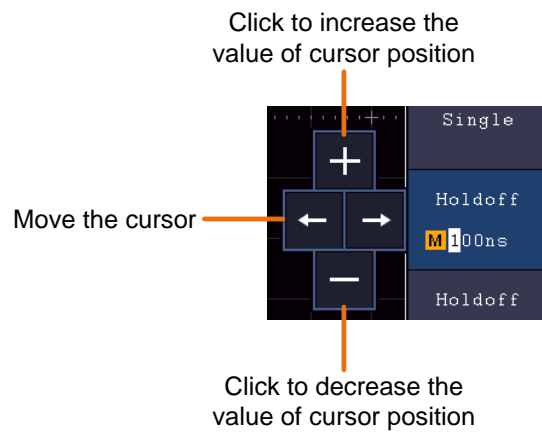 Click to increase the
value of cursor position
Single
+
Move the cursor
← →
Holdoff
M 100ns
−
Holdoff
Click to decrease the
value of cursor position